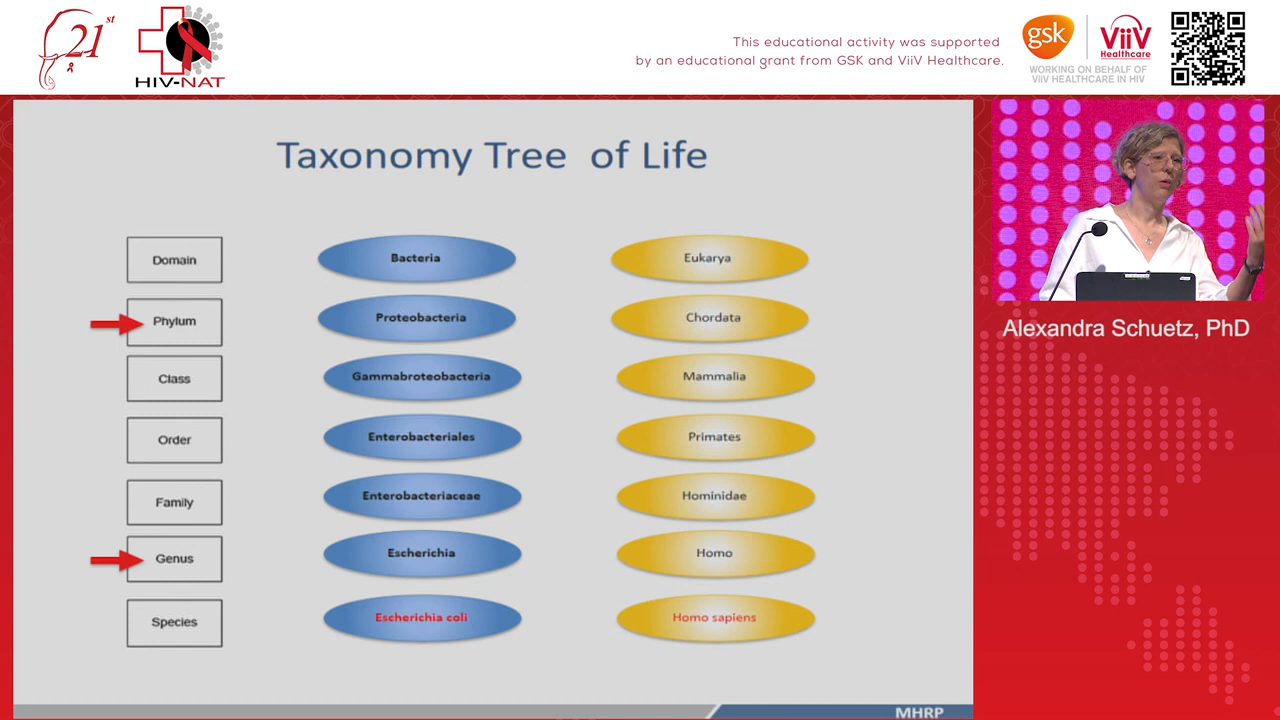 21st
HIV-NAT
This educational activity was supported
by an educational grant from GSK and ViiV Healthcare.
gsk
ViiV
Healthcare
WORKING ON BEHALF OF
VIIV HEALTHCARE IN HIV
Taxonomy Tree of Life
Domain
Bacteria
Eukarya
Phylum
Proteobacteria
Chordata
Class
Gammabroteobacteria
Mammalia
Order
Enterobacteriales
Primates
Family
Enterobacteriaceae
Hominidae
Genus
Escherichia
Homo
Species
Escherichia coli
Homo sapiens
MHRP
Alexandra Schuetz, PhD